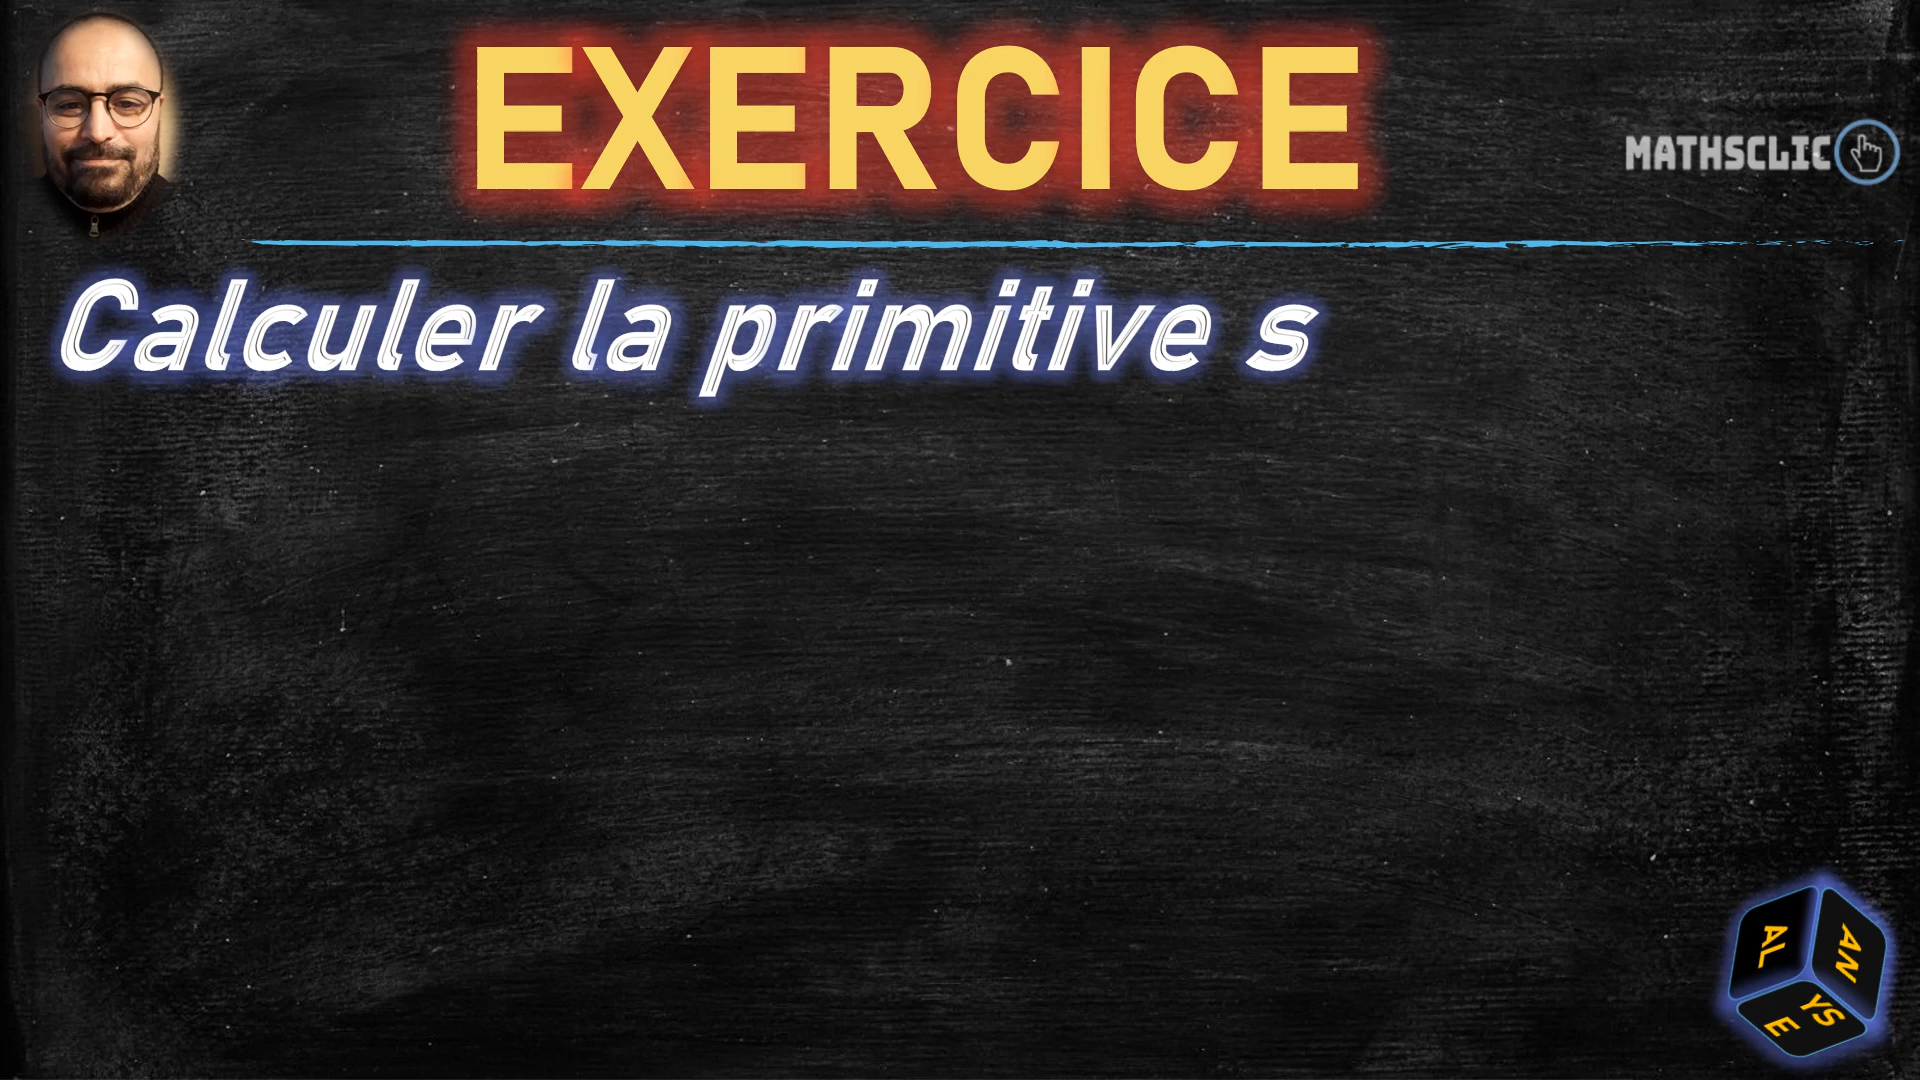 EXERCICE
MATHSCLIC
Calculer la primitive s
AN
AL
YS
E